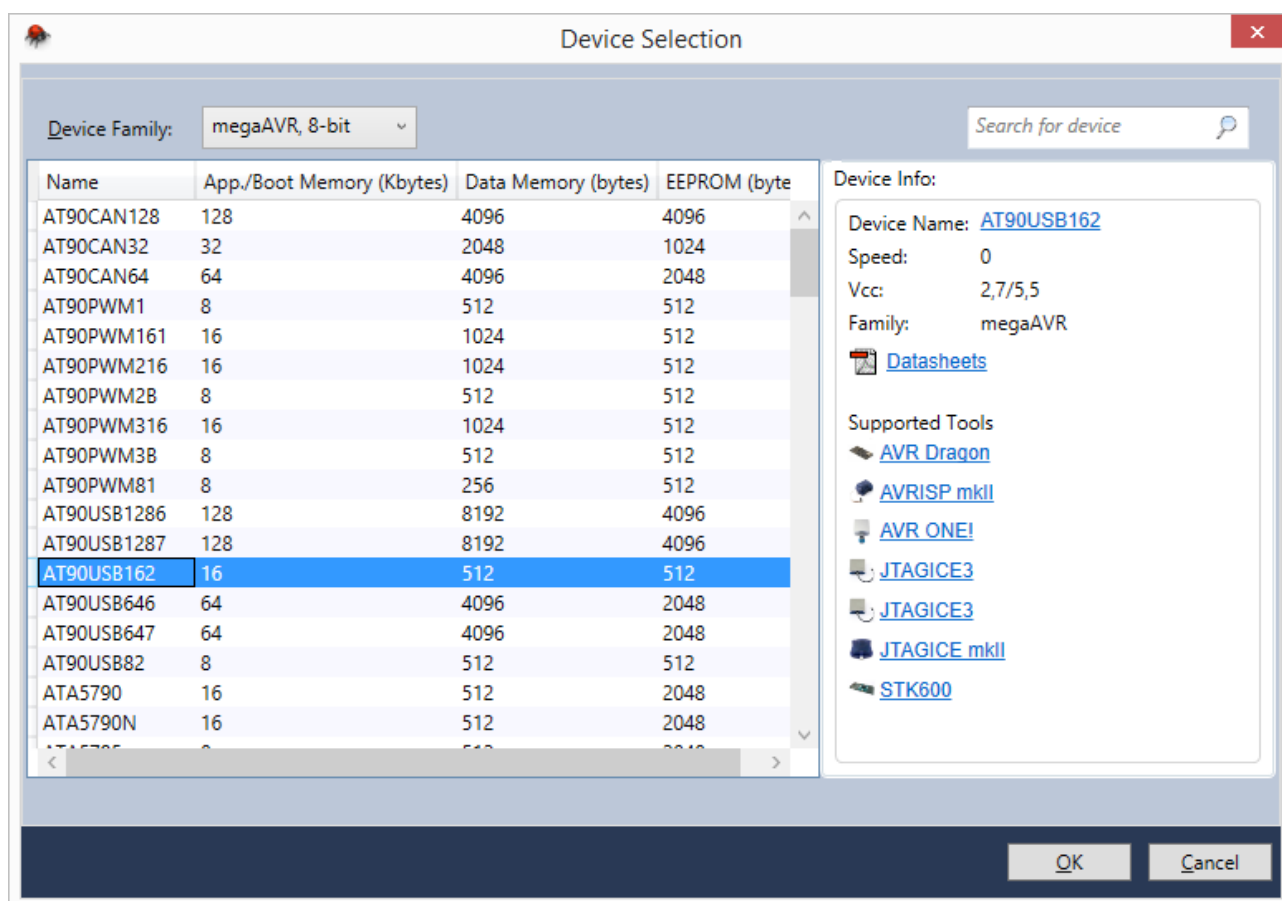 Device Selection
Device Family: megaAVR, 8-bit
Search for device
Name App./Boot Memory (Kbytes) Data Memory (bytes) EEPROM (byte
AT90CAN128 128 4096 4096
AT90CAN32 32 2048 1024
AT90CAN64 64 4096 2048
AT90PWM1 8 512 512
AT90PWM161 16 1024 512
AT90PWM216 16 1024 512
AT90PWM2B 8 512 512
AT90PWM316 16 1024 512
AT90PWM3B 8 512 512
AT90PWM81 8 256 512
AT90USB1286 128 8192 4096
AT90USB1287 128 8192 4096
AT90USB162 16 512 512
AT90USB646 64 4096 2048
AT90USB647 64 4096 2048
AT90USB82 8 512 512
ATA5790 16 512 2048
ATA5790N 16 512 2048
Device Info:
Device Name: AT90USB162
Speed: 0
Vcc: 2,7/5,5
Family: megaAVR
Datasheets
Supported Tools
AVR Dragon
AVRISP mkII
AVR ONE!
JTAGICE3
JTAGICE3
JTAGICE mkII
STK600
OK Cancel